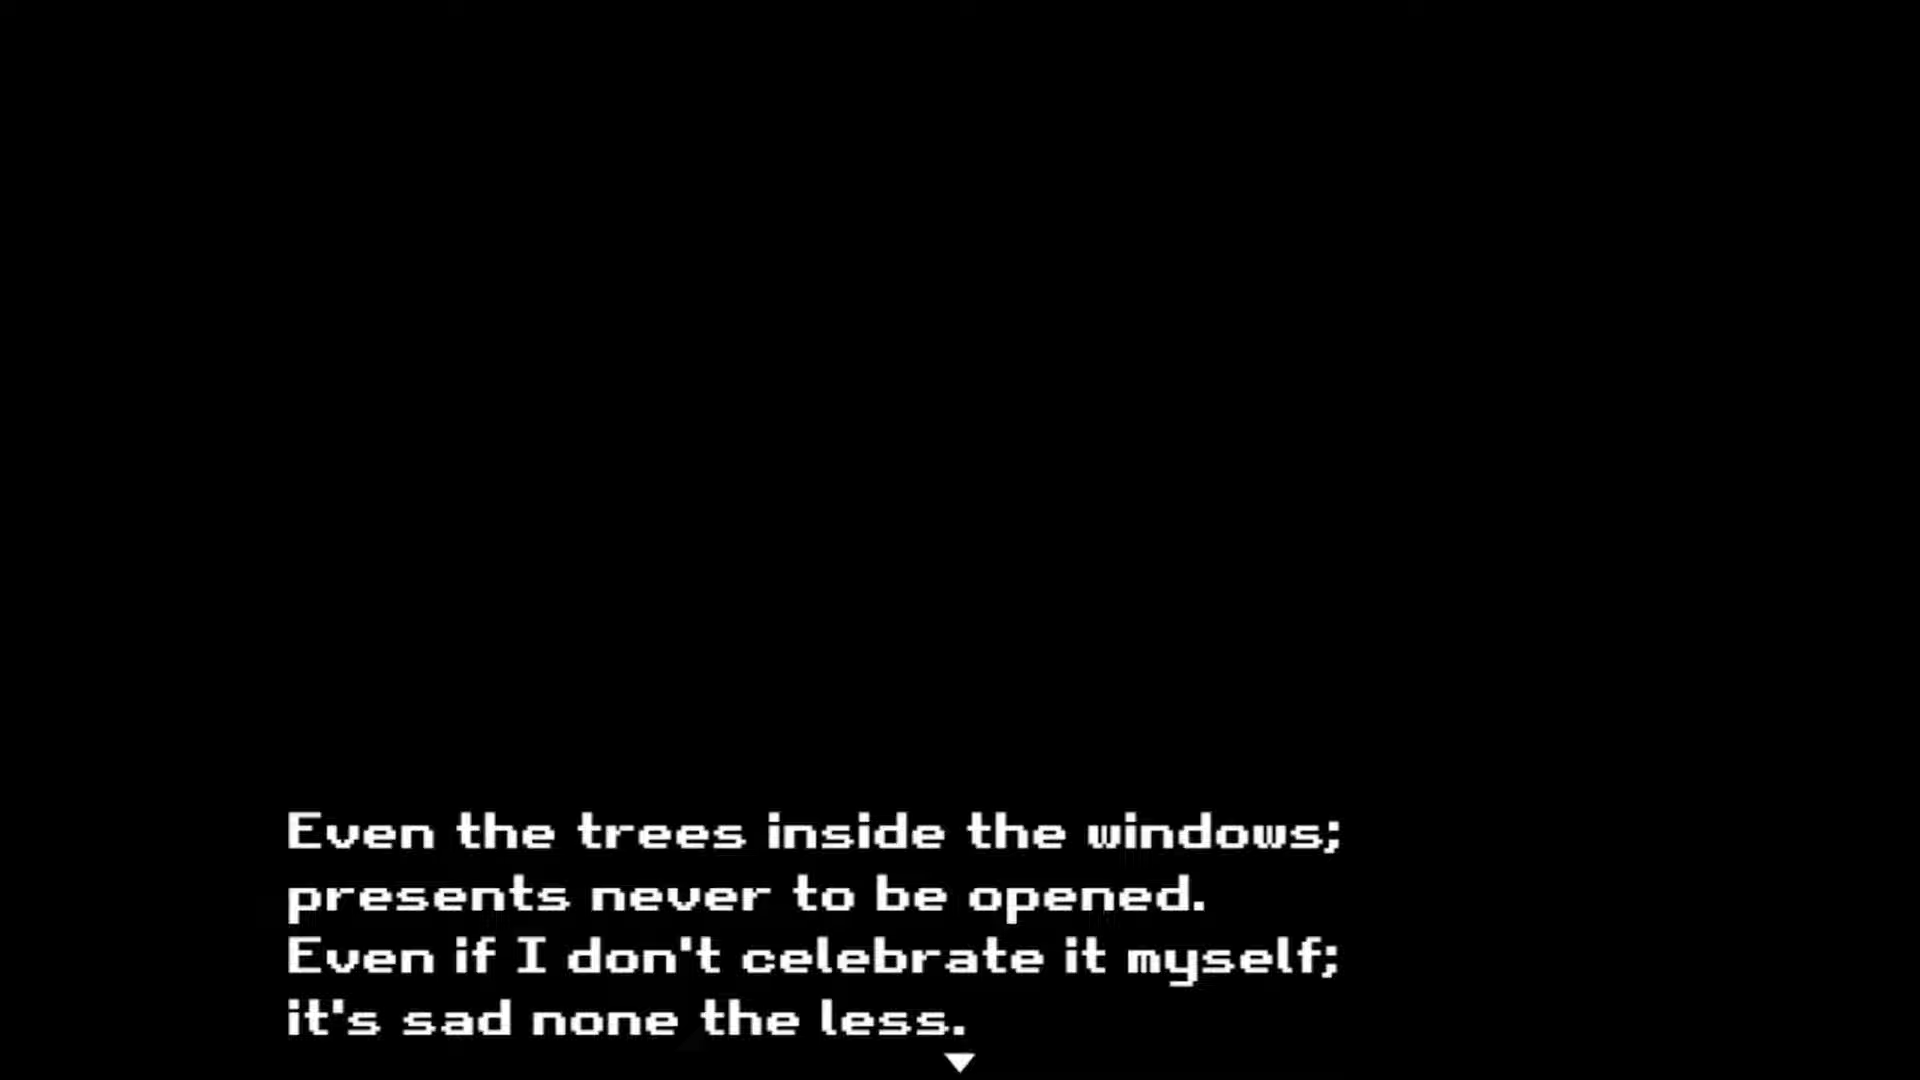 Even the trees inside the windows;
presents never to be opened.
Even if I don't celebrate it myself;
it's sad none the less.